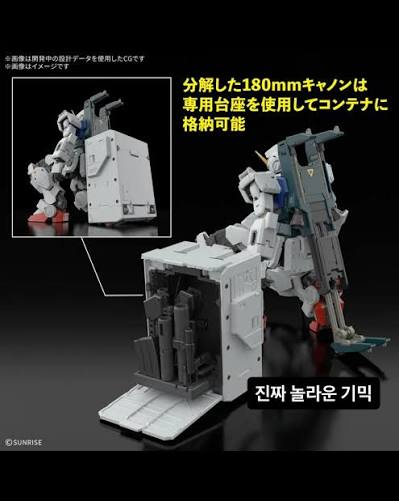 ※画像は開発中の設計データを使用したCGです
※画像はイメージです
分解した180mmキャノンは
専用台座を使用してコンテナに
格納可能
진짜 놀라운 기믹
©SUNRISE